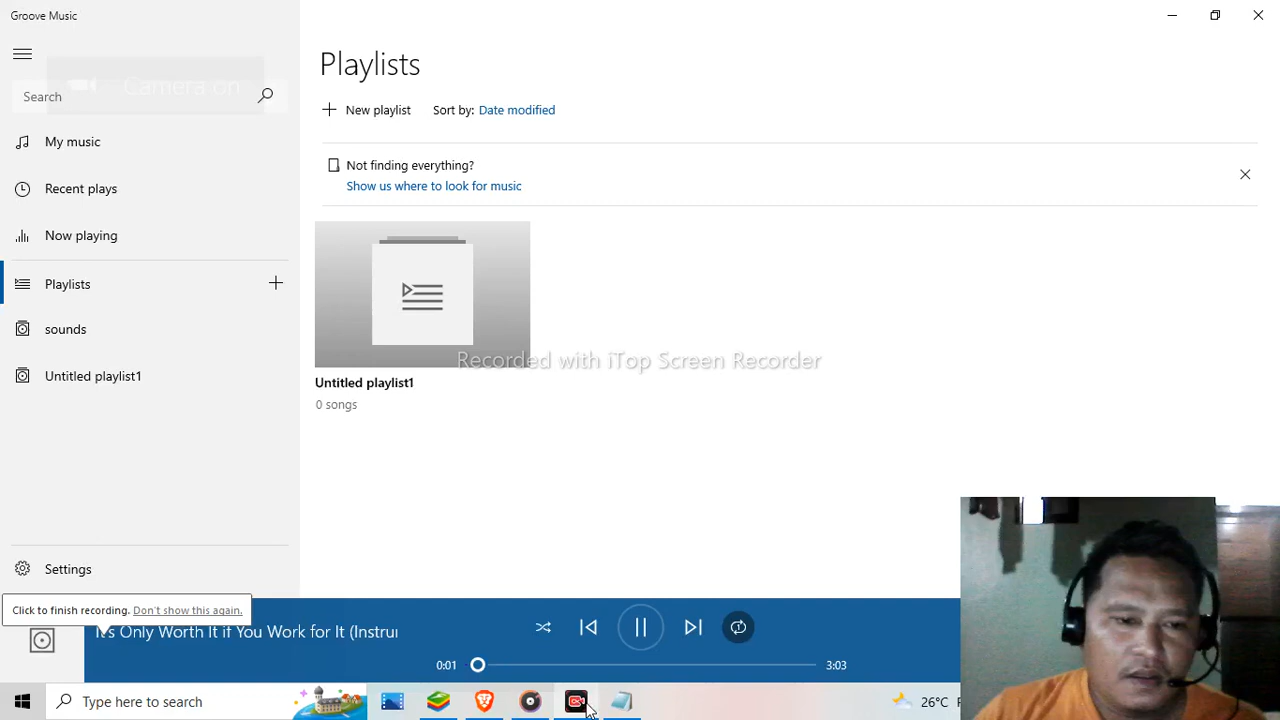 Groove Music
Camera on
Search
My music
Recent plays
Now playing
Playlists
sounds
Untitled playlist1
Settings
Playlists
New playlist
Sort by: Date modified
Not finding everything?
Show us where to look for music
Untitled playlist1
0 songs
Recorded with iTop Screen Recorder
Click to finish recording. Don't show this again.
It's Only Worth It if You Work for It (Instru
0:01
3:03
Type here to search
26°C